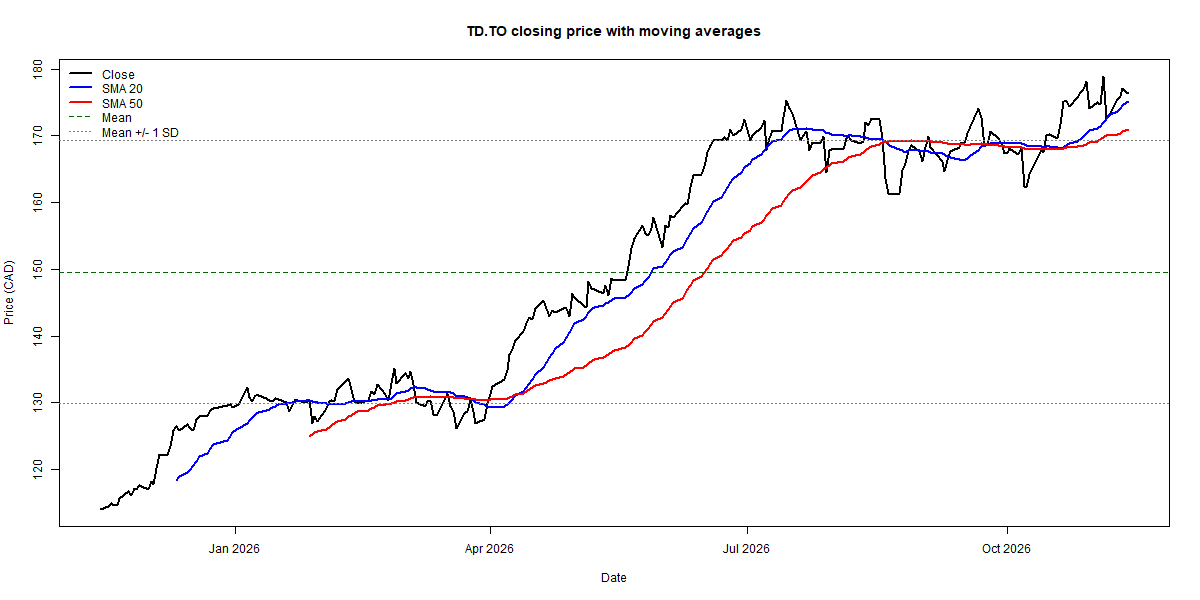 TD.TO closing price with moving averages
Close
SMA 20
SMA 50
Mean
Mean +/- 1 SD
180
170
160
150
140
130
120
Price (CAD)
Jan 2026
Apr 2026
Jul 2026
Oct 2026
Date